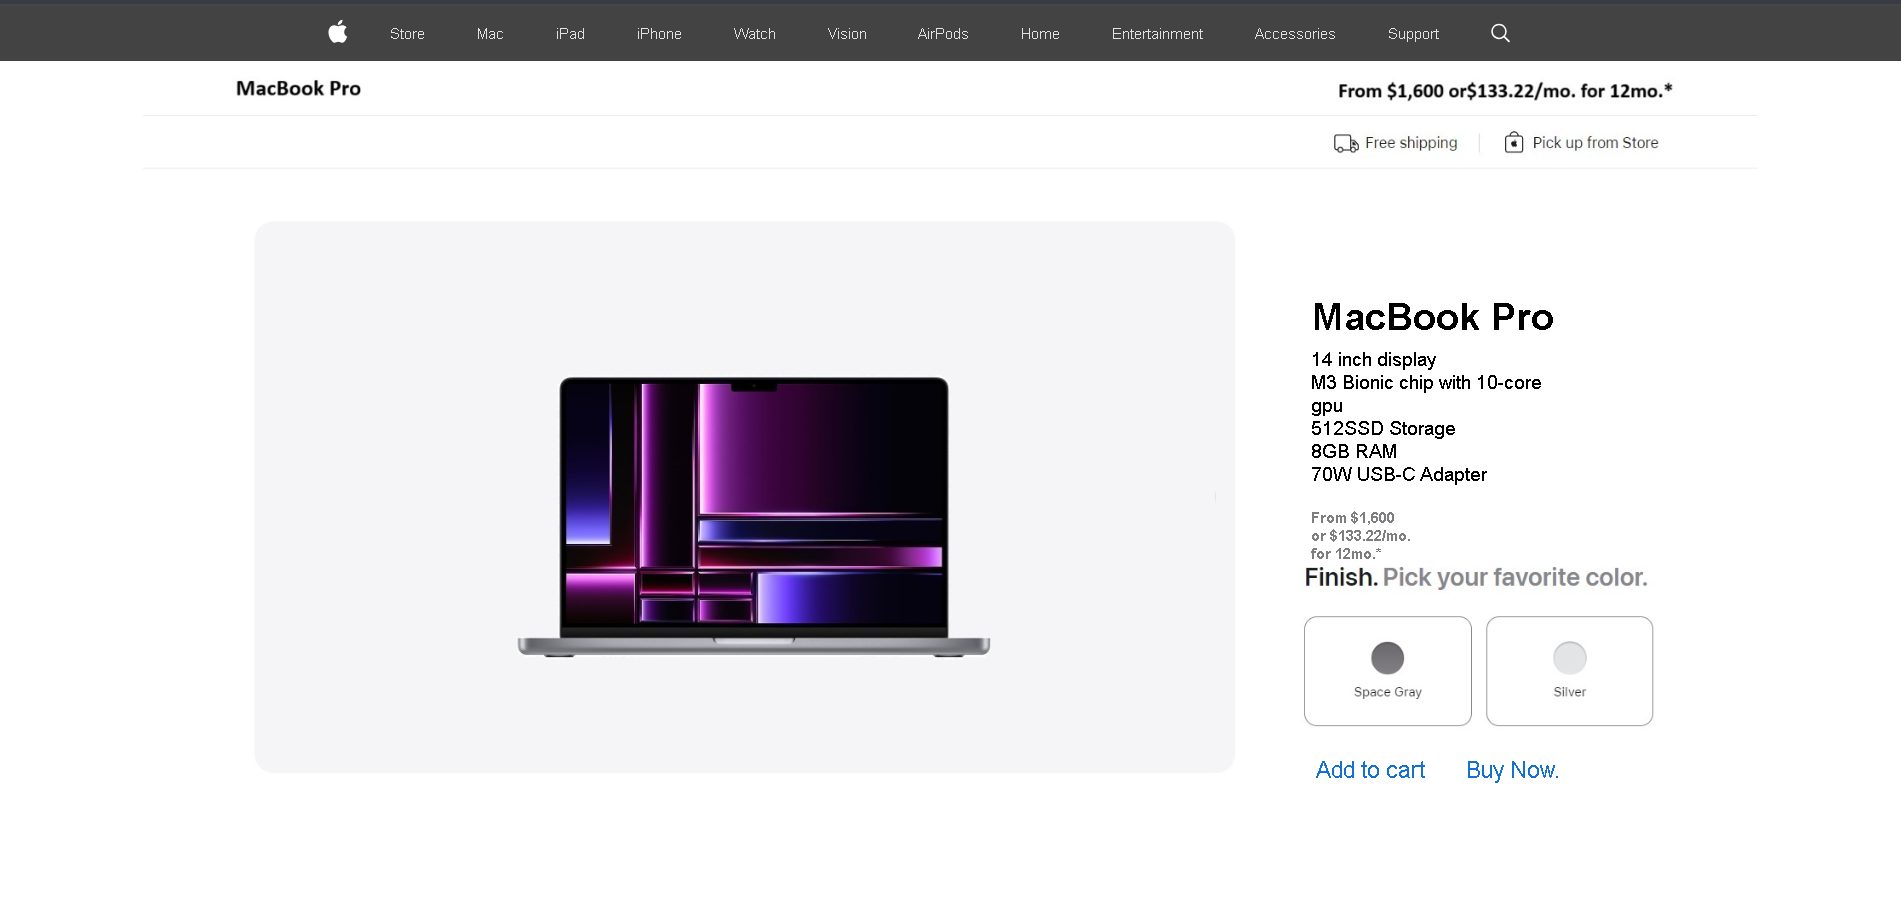 Store Mac iPad iPhone Watch Vision AirPods Home Entertainment Accessories Support
MacBook Pro
From $1,600 or$133.22/mo. for 12mo.*
Free shipping
Pick up from Store
MacBook Pro
14 inch display
M3 Bionic chip with 10-core
gpu
512SSD Storage
8GB RAM
70W USB-C Adapter
From $1,600
or $133.22/mo.
for 12mo.*
Finish. Pick your favorite color.
Space Gray
Silver
Add to cart
Buy Now.